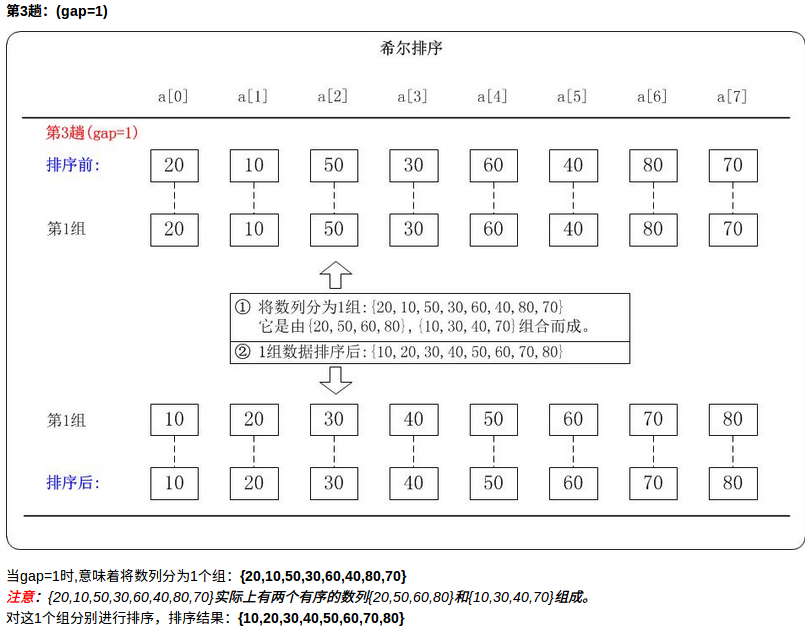 第3趟：(gap=1)
希尔排序
a[0] a[1] a[2] a[3] a[4] a[5] a[6] a[7]
第3趟(gap=1)
排序前: 20 10 50 30 60 40 80 70
第1组 20 10 50 30 60 40 80 70
① 将数列分为1组:{20,10,50,30,60,40,80,70}
它是由{20,50,60,80},{10,30,40,70}组合而成。
② 1组数据排序后:{10,20,30,40,50,60,70,80}
第1组 10 20 30 40 50 60 70 80
排序后: 10 20 30 40 50 60 70 80
当gap=1时,意味着将数列分为1个组：{20,10,50,30,60,40,80,70}
注意：{20,10,50,30,60,40,80,70}实际上有两个有序的数列{20,50,60,80}和{10,30,40,70}组成。
对这1个组分别进行排序，排序结果：{10,20,30,40,50,60,70,80}